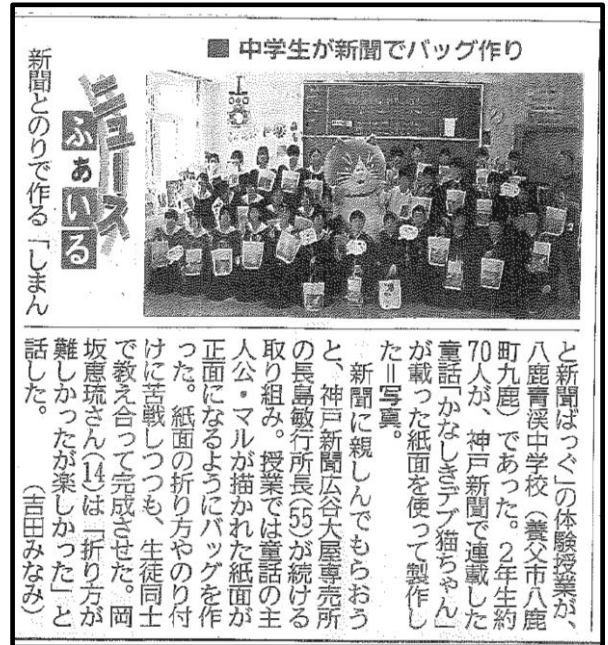 ■ 中学生が新聞でバッグ作り
ニュース
ふぁいる
新聞とのりで作る「しまん
と新聞ばっぐ」の体験授業が、
八鹿青渓中学校（養父市八鹿
町九鹿）であった。２年生約
70人が、神戸新聞で連載した
童話「かなしきデブ猫ちゃん」
が載った紙面を使って製作し
た＝写真。
新聞に親しんでもらおう
と、神戸新聞広谷大屋専売所
の長島敏行所長(55)が続ける
取り組み。授業では童話の主
人公・マルが描かれた紙面が
正面になるようにバッグを作
った。紙面の折り方やのり付
けに苦戦しつつも、生徒同士
で教え合って完成させた。岡
坂恵琉さん(14)は「折り方が
難しかったが楽しかった」と
話した。
（吉田みなみ）